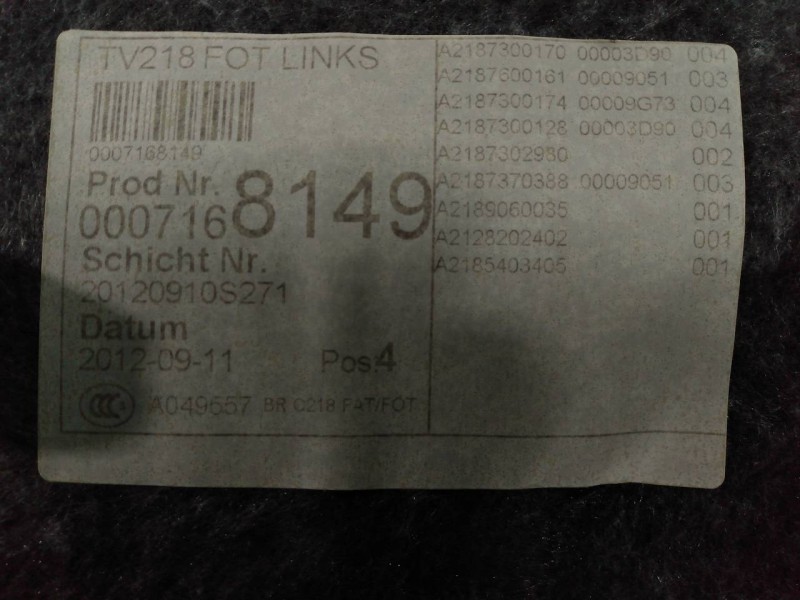 TV218 FOT LINKS
0007168149
Prod Nr.
0007168149
Schicht Nr.
20120910S271
Datum
2012-09-11 Pos:4
CCC A049557 BR C218 FAT/FOT
A2187300170 00003D90 004
A2187600161 00009051 003
A2187300174 00009G73 004
A2187300128 00003D90 004
A2187302980 002
A2187370388 00009051 003
A2189060035 001
A2128202402 001
A2185403405 001